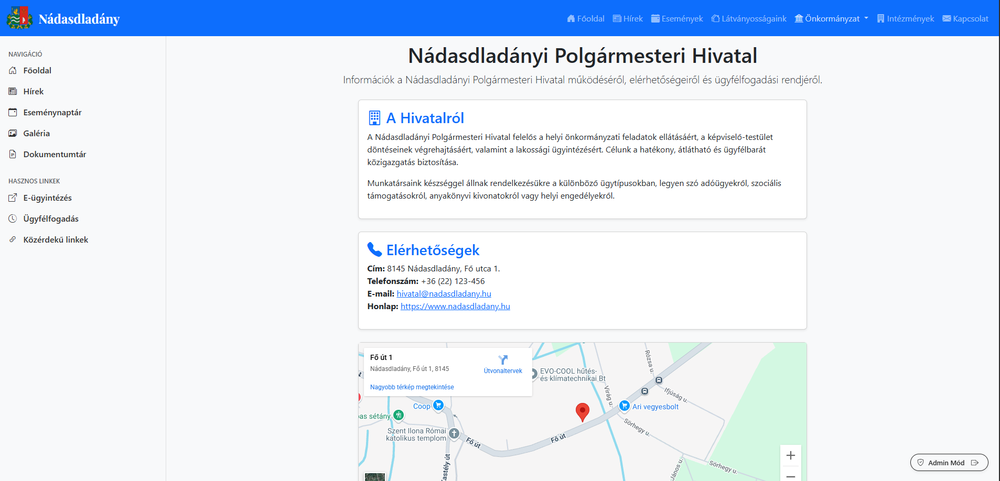 Nádasdladány
Főoldal
Hírek
Események
Látványosságaink
Önkormányzat
Intézmények
Kapcsolat
NAVIGÁCIÓ
Főoldal
Hírek
Eseménynaptár
Galéria
Dokumentumtár
HASZNOS LINKEK
E-ügyintézés
Ügyfélfogadás
Közérdekű linkek
Nádasdladányi Polgármesteri Hivatal
Információk a Nádasdladányi Polgármesteri Hivatal működéséről, elérhetőségeiről és ügyfélfogadási rendjéről.
A Hivatalról
A Nádasdladányi Polgármesteri Hivatal felelős a helyi önkormányzati feladatok ellátásáért, a képviselő-testület
döntéseinek végrehajtásáért, valamint a lakossági ügyintézésért. Célunk a hatékony, átlátható és ügyfélbarát
közigazgatás biztosítása.
Munkatársaink készséggel állnak rendelkezésükre a különböző ügytípusokban, legyen szó adóügyekről, szociális
támogatásokról, anyakönyvi kivonatokról vagy helyi engedélyekről.
Elérhetőségek
Cím: 8145 Nádasdladány, Fő utca 1.
Telefonszám: +36 (22) 123-456
E-mail: hivatal@nadasdladany.hu
Honlap: https://www.nadasdladany.hu
Fő út 1
Nádasdladány, Fő út 1, 8145
Útvonaltervek
Nagyobb térkép megtekintése
EVO-COOL hűtés-
és klímatechnikai Bt
Rózsa u.
Virág u.
Ifjúság u.
Coop
Ari vegyesbolt
sétány
Sörhegy u.
Szent Ilona Római
katolikus templom
Fő út
Fő út
Kastély út
János u.
Sörhegy u.
Admin Mód